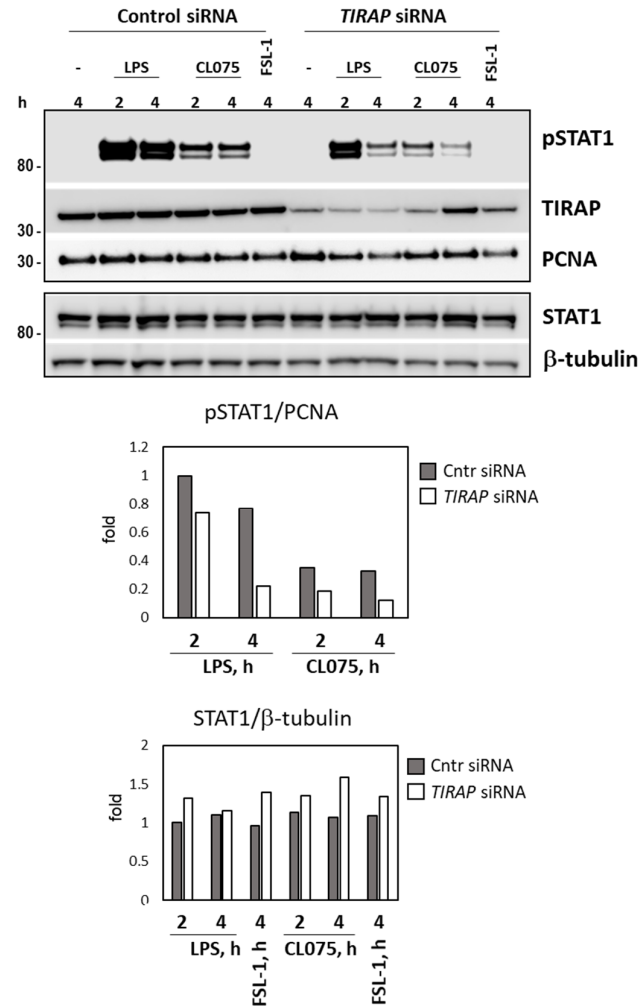 Control siRNA TIRAP siRNA
- LPS CL075 FSL-1 - LPS CL075 FSL-1
h 4 2 4 2 4 4 4 2 4 2 4 4
pSTAT1
80 -
TIRAP
30 -
30 - PCNA
STAT1
80 -
β-tubulin
pSTAT1/PCNA
1.2
1
0.8
0.6
0.4
0.2
0
fold
Cntr siRNA
TIRAP siRNA
2 4 2 4
LPS, h CL075, h
STAT1/β-tubulin
2
1.5
1
0.5
0
fold
Cntr siRNA
TIRAP siRNA
2 4 4 2 4 4
LPS, h FSL-1, h CL075, h FSL-1, h